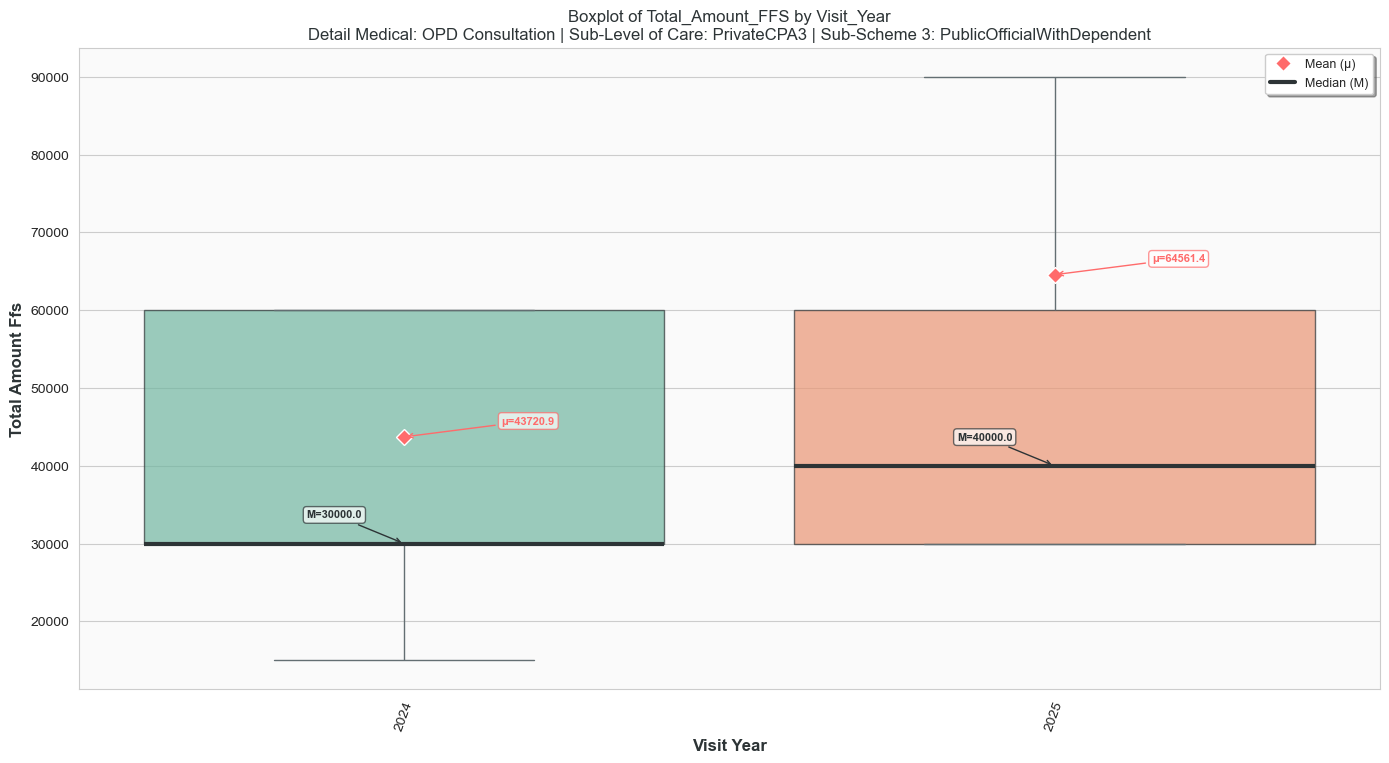 Boxplot of Total_Amount_FFS by Visit_Year
Detail Medical: OPD Consultation | Sub-Level of Care: PrivateCPA3 | Sub-Scheme 3: PublicOfficialWithDependent
Mean (μ)
Median (M)
90000
80000
70000
60000
50000
40000
30000
20000
Total Amount Ffs
μ=64561.4
μ=43720.9
M=40000.0
M=30000.0
2024
2025
Visit Year